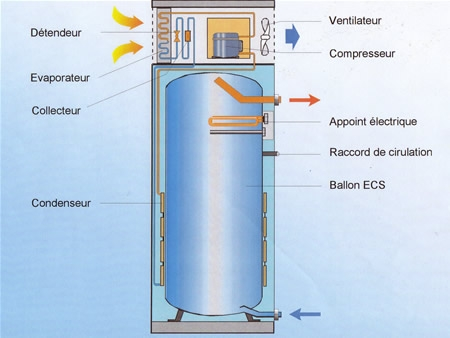 Détendeur
Evaporateur
Collecteur
Condenseur
Ventilateur
Compresseur
Appoint électrique
Raccord de cirulation
Ballon ECS